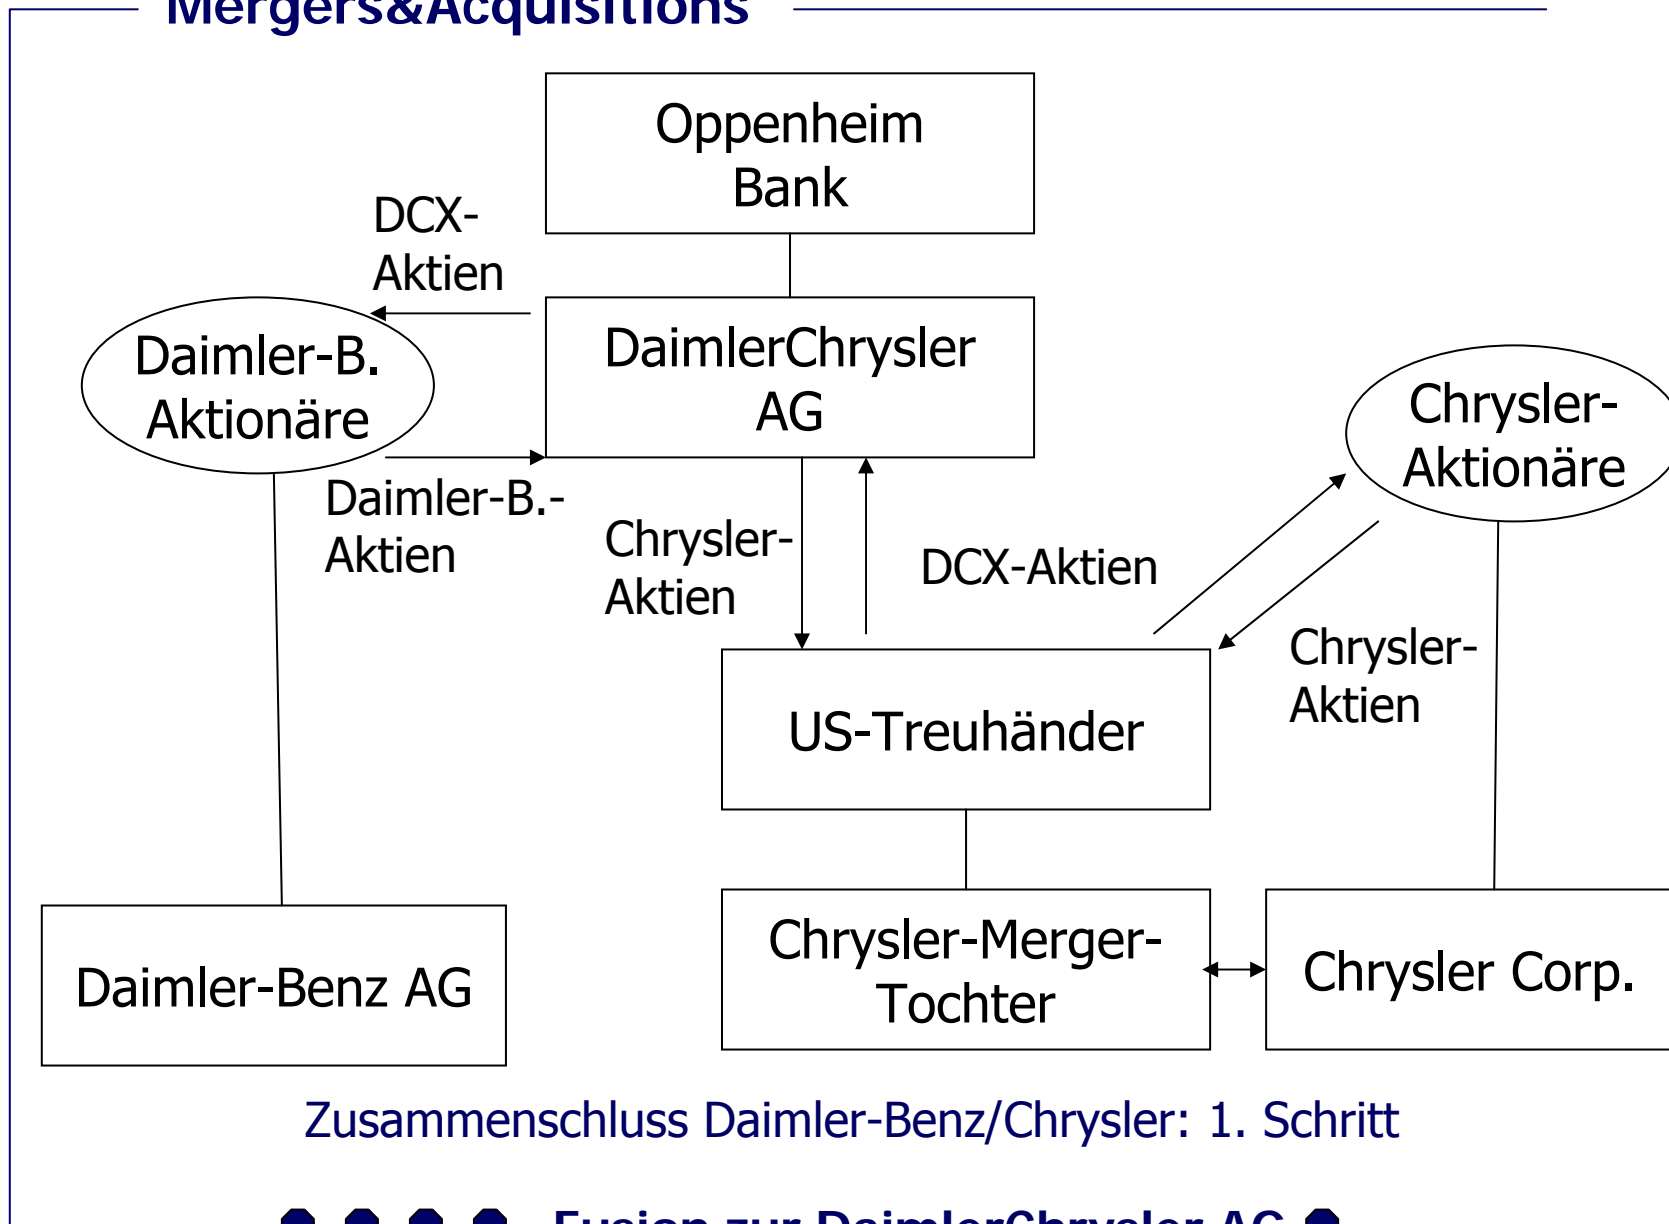 Mergers&Acquisitions
Oppenheim
Bank
DCX-
Aktien
Daimler-B.
Aktionäre
DaimlerChrysler
AG
Chrysler-
Aktionäre
Daimler-B.-
Aktien
Chrysler-
Aktien
DCX-Aktien
Chrysler-
Aktien
US-Treuhänder
Daimler-Benz AG
Chrysler-Merger-
Tochter
Chrysler Corp.
Zusammenschluss Daimler-Benz/Chrysler: 1. Schritt
Fusion zur DaimlerChrysler AG